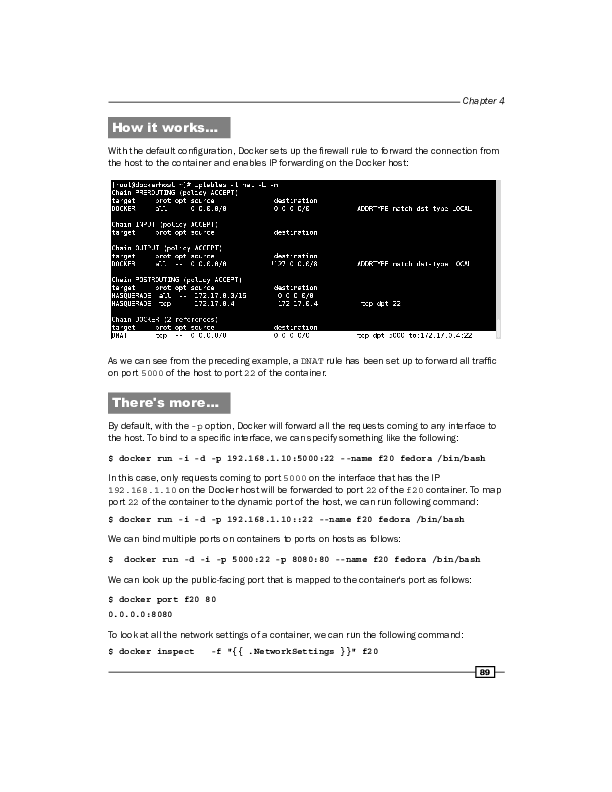 Chapter 4
How it works...
With the default configuration, Docker sets up the firewall rule to forward the connection from
the host to the container and enables IP forwarding on the Docker host:
[root@dockerhost ~]# iptables -t nat -L -n
Chain PREROUTING (policy ACCEPT)
target prot opt source destination
DOCKER all -- 0.0.0.0/0 0.0.0.0/0 ADDRTYPE match dst-type LOCAL
Chain INPUT (policy ACCEPT)
target prot opt source destination
Chain OUTPUT (policy ACCEPT)
target prot opt source destination
DOCKER all -- 0.0.0.0/0 !127.0.0.0/8 ADDRTYPE match dst-type LOCAL
Chain POSTROUTING (policy ACCEPT)
target prot opt source destination
MASQUERADE all -- 172.17.0.0/16 0.0.0.0/0
MASQUERADE tcp -- 172.17.0.4 172.17.0.4 tcp dpt:22
Chain DOCKER (2 references)
target prot opt source destination
DNAT tcp -- 0.0.0.0/0 0.0.0.0/0 tcp dpt:5000 to:172.17.0.4:22
As we can see from the preceding example, a DNAT rule has been set up to forward all traffic
on port 5000 of the host to port 22 of the container.
There's more...
By default, with the -p option, Docker will forward all the requests coming to any interface to
the host. To bind to a specific interface, we can specify something like the following:
$ docker run -i -d -p 192.168.1.10:5000:22 --name f20 fedora /bin/bash
In this case, only requests coming to port 5000 on the interface that has the IP
192.168.1.10 on the Docker host will be forwarded to port 22 of the f20 container. To map
port 22 of the container to the dynamic port of the host, we can run following command:
$ docker run -i -d -p 192.168.1.10::22 --name f20 fedora /bin/bash
We can bind multiple ports on containers to ports on hosts as follows:
$ docker run -d -i -p 5000:22 -p 8080:80 --name f20 fedora /bin/bash
We can look up the public-facing port that is mapped to the container's port as follows:
$ docker port f20 80
0.0.0.0:8080
To look at all the network settings of a container, we can run the following command:
$ docker inspect -f "{{ .NetworkSettings }}" f20
89